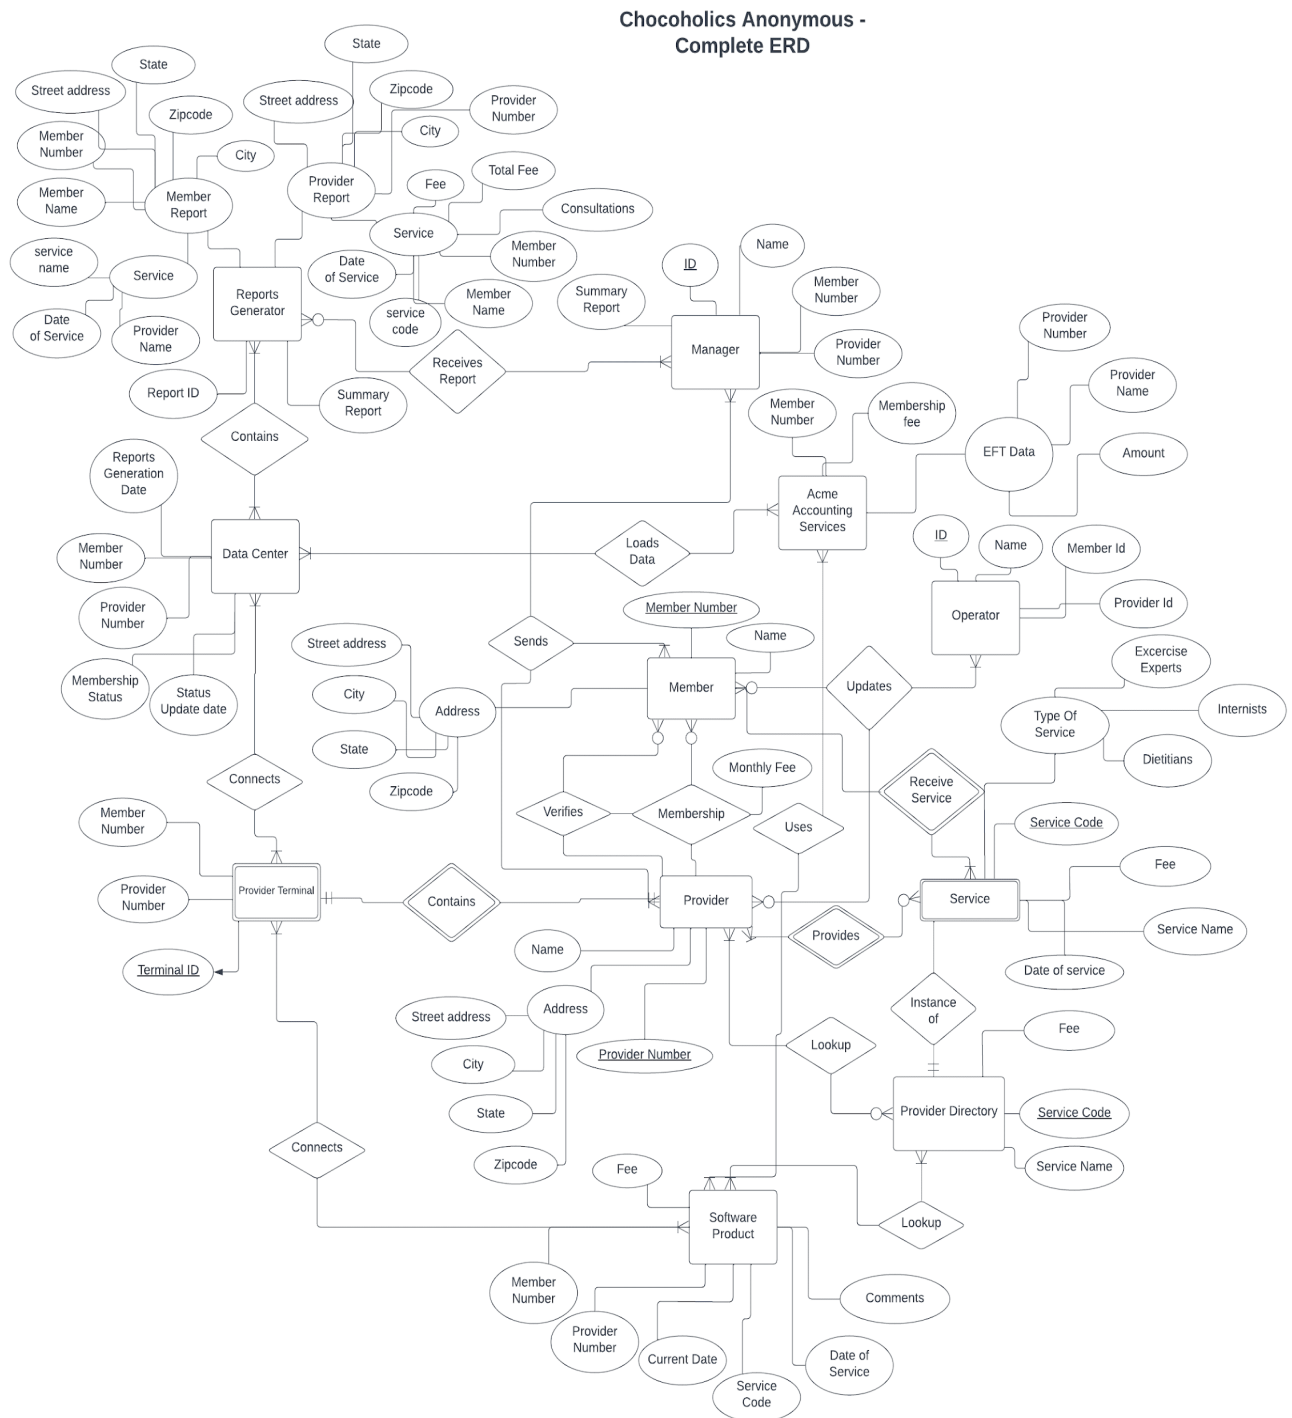 Chocoholics Anonymous -
Complete ERD
State
State
Street address
Zipcode
Street address
Zipcode
Provider
Number
Member
Number
City
City
Member
Name
Member
Report
Provider
Report
Fee
Total Fee
Consultations
Service
service
name
Service
Date
of Service
Member
Number
Date
of Service
Provider
Name
service
code
Member
Name
Reports
Generator
ID
Name
Summary
Report
Member
Number
Manager
Provider
Number
Receives
Report
Report ID
Summary
Report
Provider
Number
Provider
Name
Member
Number
Membership
fee
EFT Data
Amount
Contains
Reports
Generation
Date
Acme
Accounting
Services
Data Center
Loads
Data
Member
Number
Provider
Number
Membership
Status
Status
Update date
ID
Name
Member Id
Operator
Provider Id
Member Number
Name
Street address
Sends
City
Address
Member
Updates
State
Zipcode
Excercise
Experts
Type Of
Service
Internists
Dietitians
Connects
Monthly Fee
Receive
Service
Verifies
Membership
Uses
Service Code
Member
Number
Provider Terminal
Provider
Number
Contains
Provider
Service
Fee
Provides
Service Name
Terminal ID
Name
Date of service
Address
Street address
Instance
of
City
Provider Number
Lookup
Fee
State
Provider Directory
Service Code
Connects
Zipcode
Fee
Service Name
Software
Product
Lookup
Member
Number
Comments
Provider
Number
Current Date
Date of
Service
Service
Code